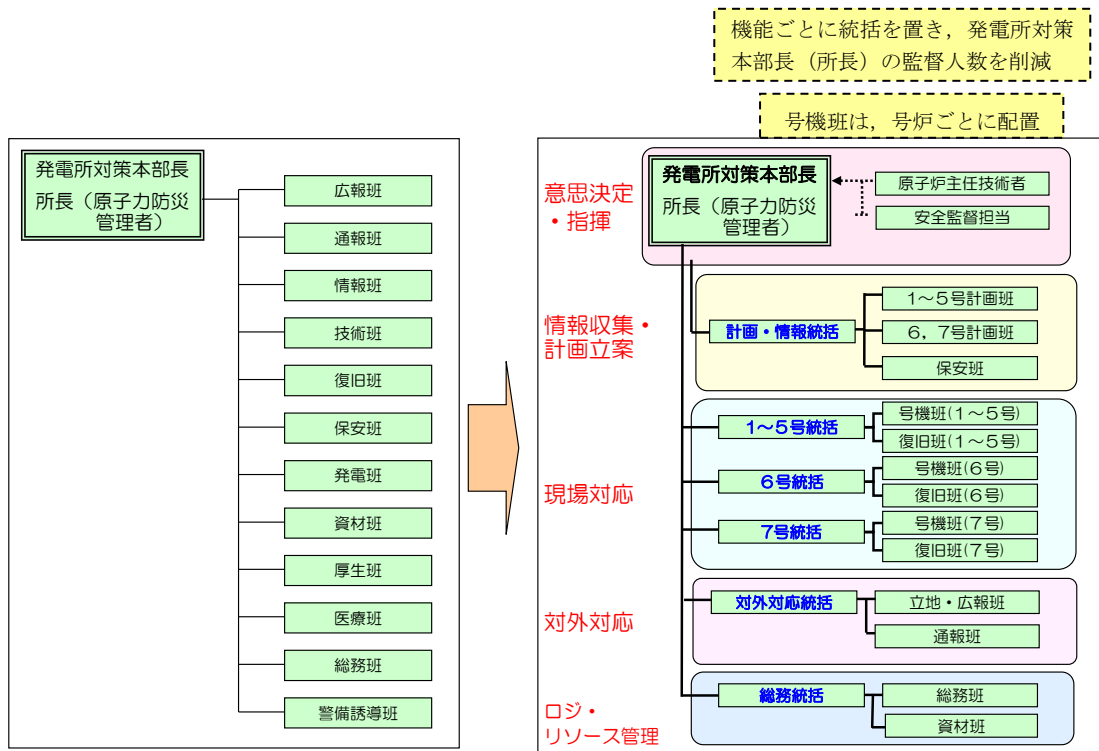 機能ごとに統括を置き，発電所対策
本部長（所長）の監督人数を削減
号機班は，号炉ごとに配置
発電所対策本部長
所長（原子力防災
管理者）
広報班
通報班
情報班
技術班
復旧班
保安班
発電班
資材班
厚生班
医療班
総務班
警備誘導班
意思決定
・指揮
発電所対策本部長
所長（原子力防災
管理者）
原子炉主任技術者
安全監督担当
情報収集・
計画立案
計画・情報統括
1～5号計画班
6，7号計画班
保安班
現場対応
1～5号統括
号機班(1～5号)
復旧班(1～5号)
6号統括
号機班(6号)
復旧班(6号)
7号統括
号機班(7号)
復旧班(7号)
対外対応
対外対応統括
立地・広報班
通報班
ロジ・
リソース管理
総務統括
総務班
資材班